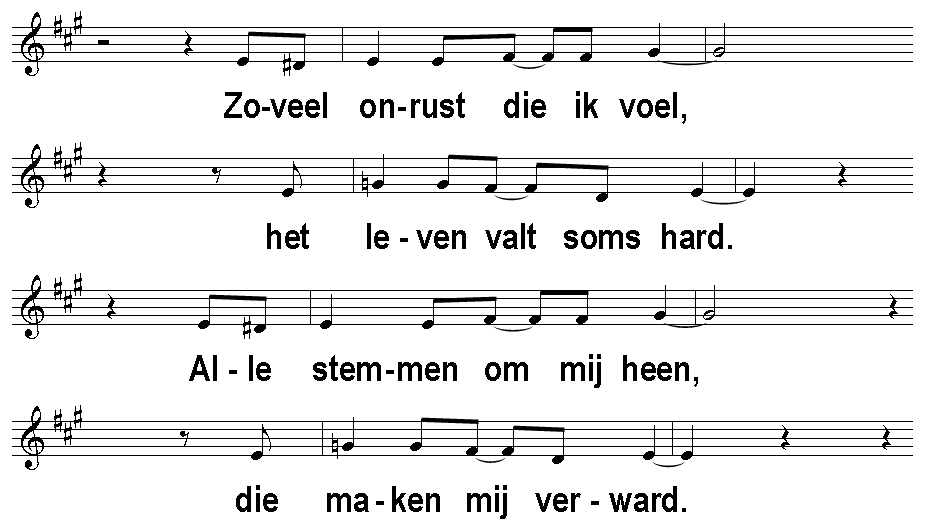 Zo-veel on-rust die ik voel,
het le - ven valt soms hard.
Al - le stem-men om mij heen,
die ma - ken mij ver - ward.